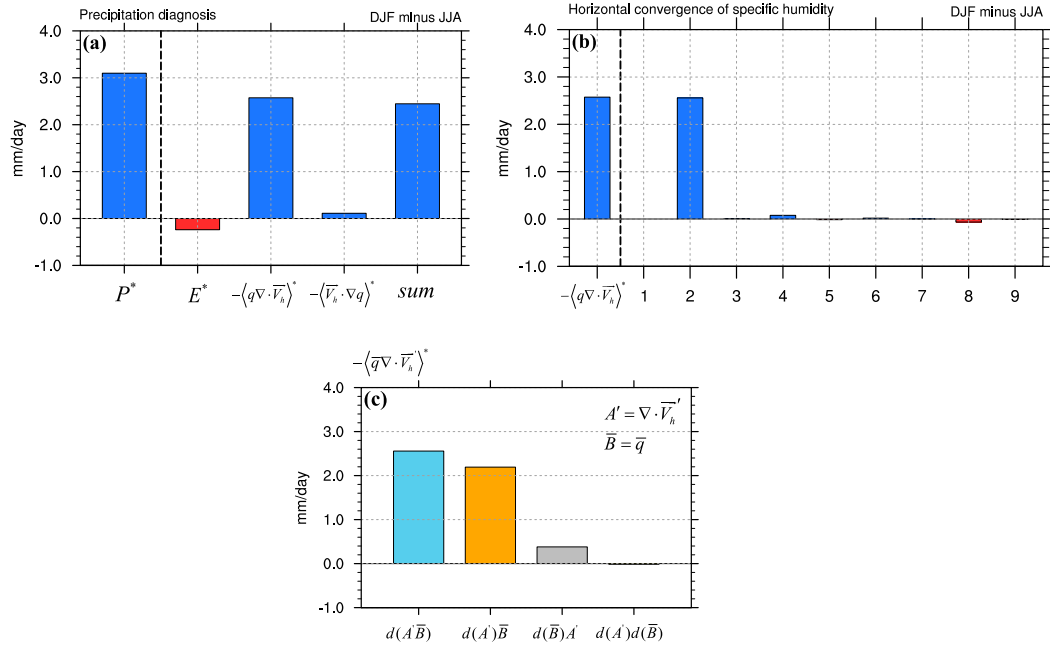 Precipitation diagnosis DJF minus JJA
(a)
4.0
3.0
2.0
1.0
0.0
-1.0
mm/day
P* E* −⟨q∇·V̅ₕ⟩* −⟨V̅ₕ·∇q⟩* sum
Horizontal convergence of specific humidity DJF minus JJA
(b)
4.0
3.0
2.0
1.0
0.0
-1.0
mm/day
−⟨q∇·V̅ₕ⟩* 1 2 3 4 5 6 7 8 9
−⟨q̅∇·V̅ₕ′⟩*
(c)
A′ = ∇·V̅ₕ′
B̅ = q̅
4.0
3.0
2.0
1.0
0.0
-1.0
mm/day
d(A′B̅) d(A′)B̅ d(B̅)A′ d(A′)d(B̅)